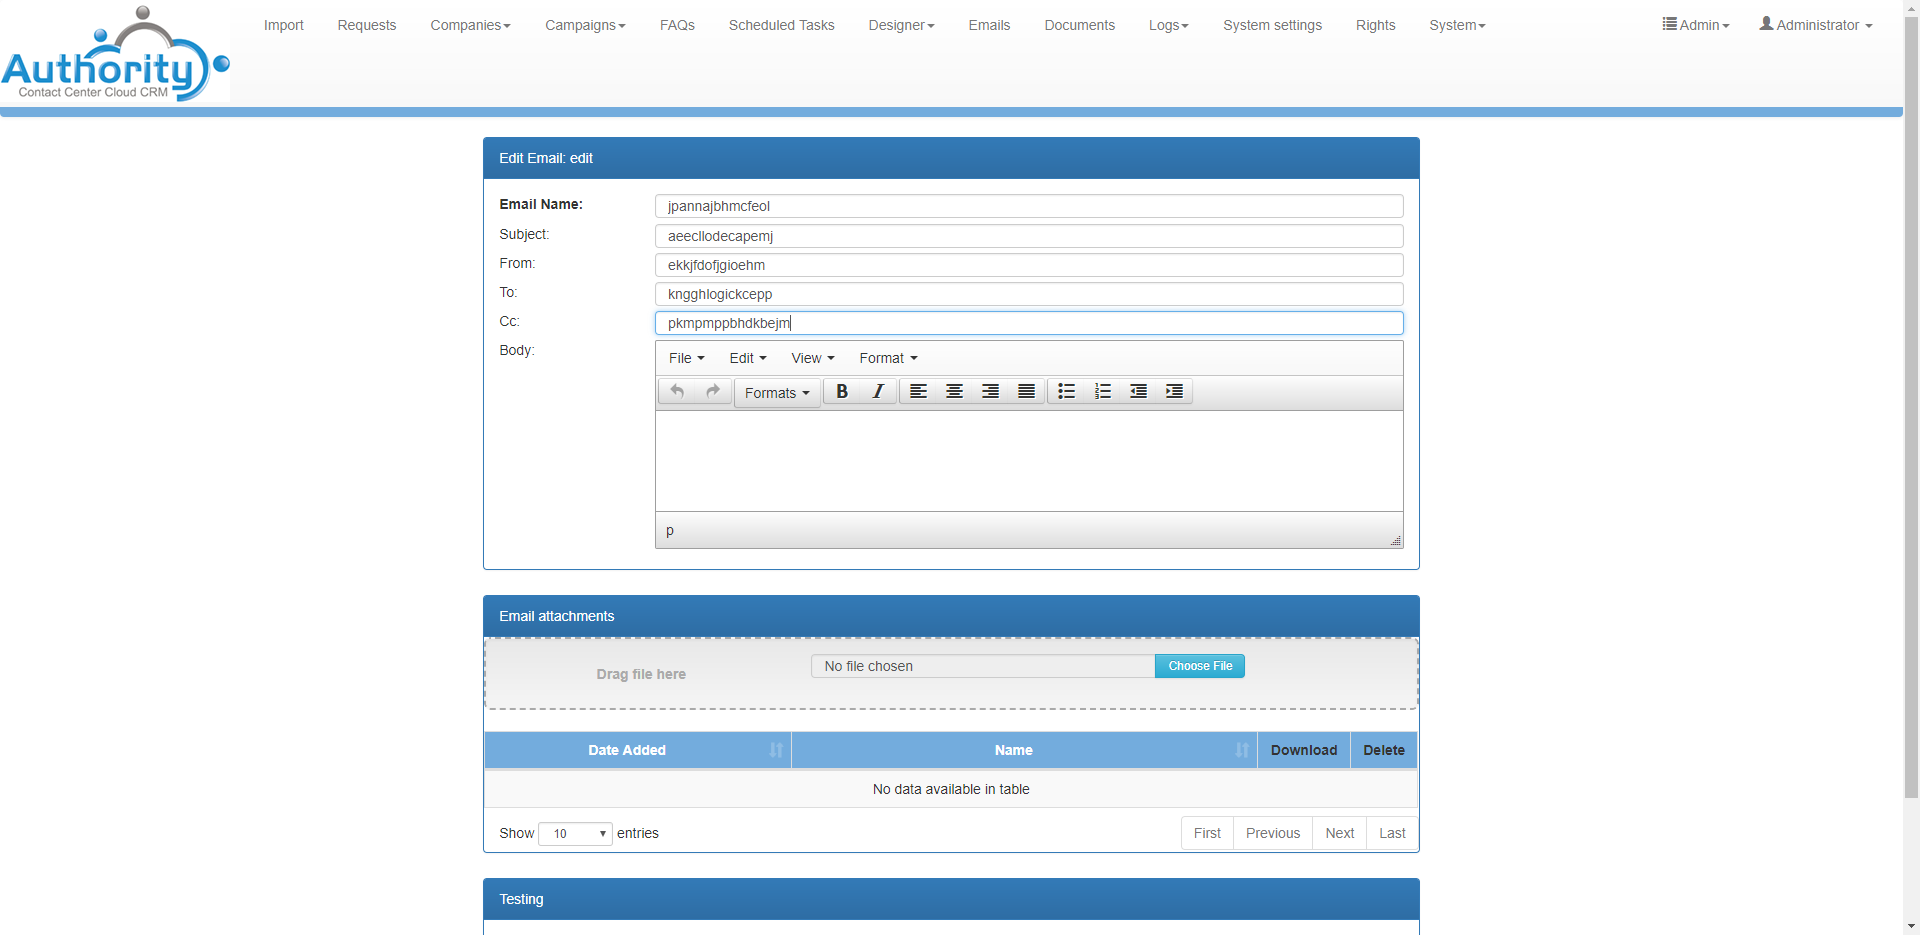 Authority
Contact Center Cloud CRM
Import Requests Companies Campaigns FAQs Scheduled Tasks Designer Emails Documents Logs System settings Rights System Admin Administrator
Edit Email: edit
Email Name: jpannajbhmcfeol
Subject: aeecllodecapemj
From: ekkjfdofjgioehm
To: kngghlogickcepp
Cc: pkmpmppbhdkbejm
Body:
File Edit View Format
Formats B I
p
Email attachments
Drag file here No file chosen Choose File
Date Added Name Download Delete
No data available in table
Show 10 entries First Previous Next Last
Testing